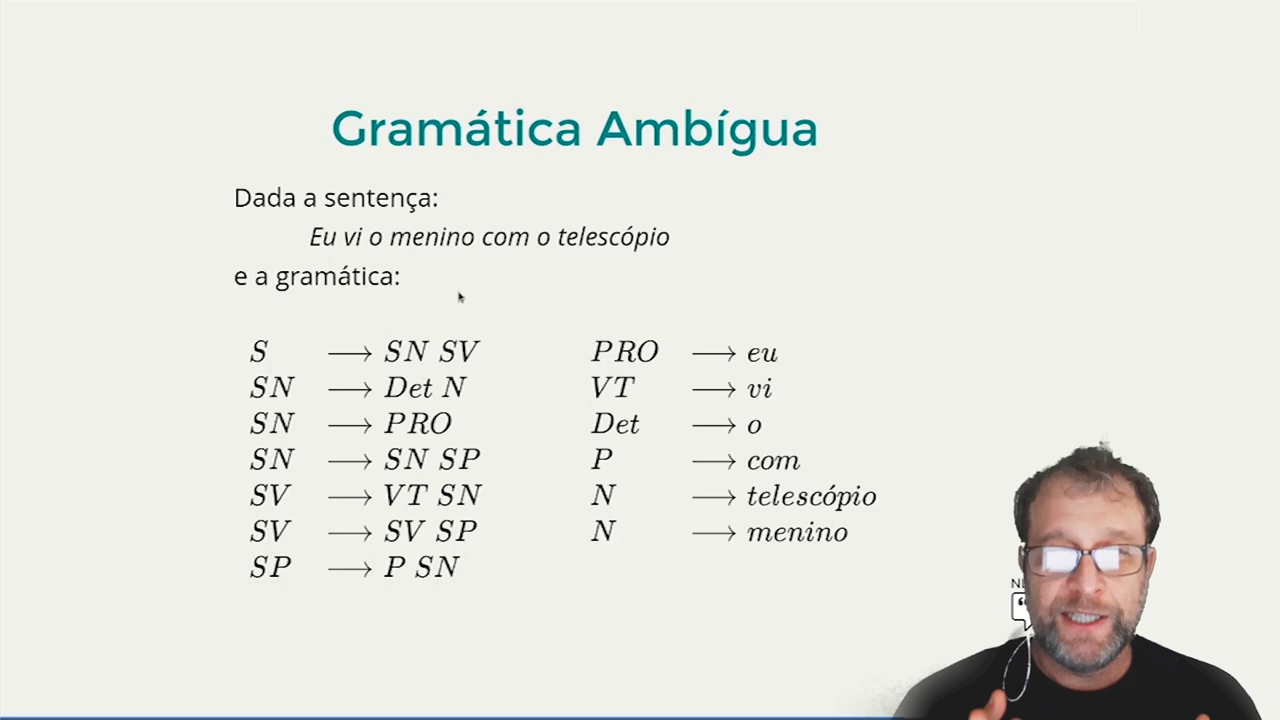 Gramática Ambígua
Dada a sentença:
Eu vi o menino com o telescópio
e a gramática:
S → SN SV
SN → Det N
SN → PRO
SN → SN SP
SV → VT SN
SV → SV SP
SP → P SN
PRO → eu
VT → vi
Det → o
P → com
N → telescópio
N → menino